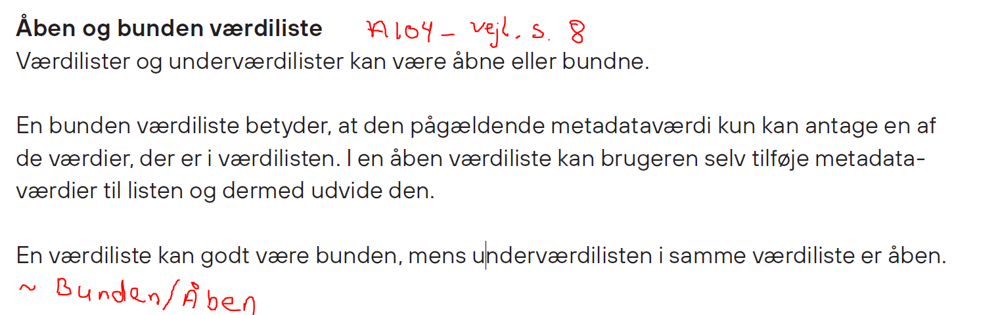 Åben og bunden værdiliste A104 – vejl. s. 8
Værdilister og underværdilister kan være åbne eller bundne.
En bunden værdiliste betyder, at den pågældende metadataværdi kun kan antage en af
de værdier, der er i værdilisten. I en åben værdiliste kan brugeren selv tilføje metadata-
værdier til listen og dermed udvide den.
En værdiliste kan godt være bunden, mens underværdilisten i samme værdiliste er åben.
~ Bunden/Åben